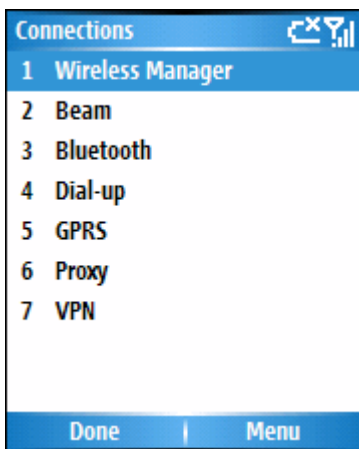 Connections
1 Wireless Manager
2 Beam
3 Bluetooth
4 Dial-up
5 GPRS
6 Proxy
7 VPN
Done Menu